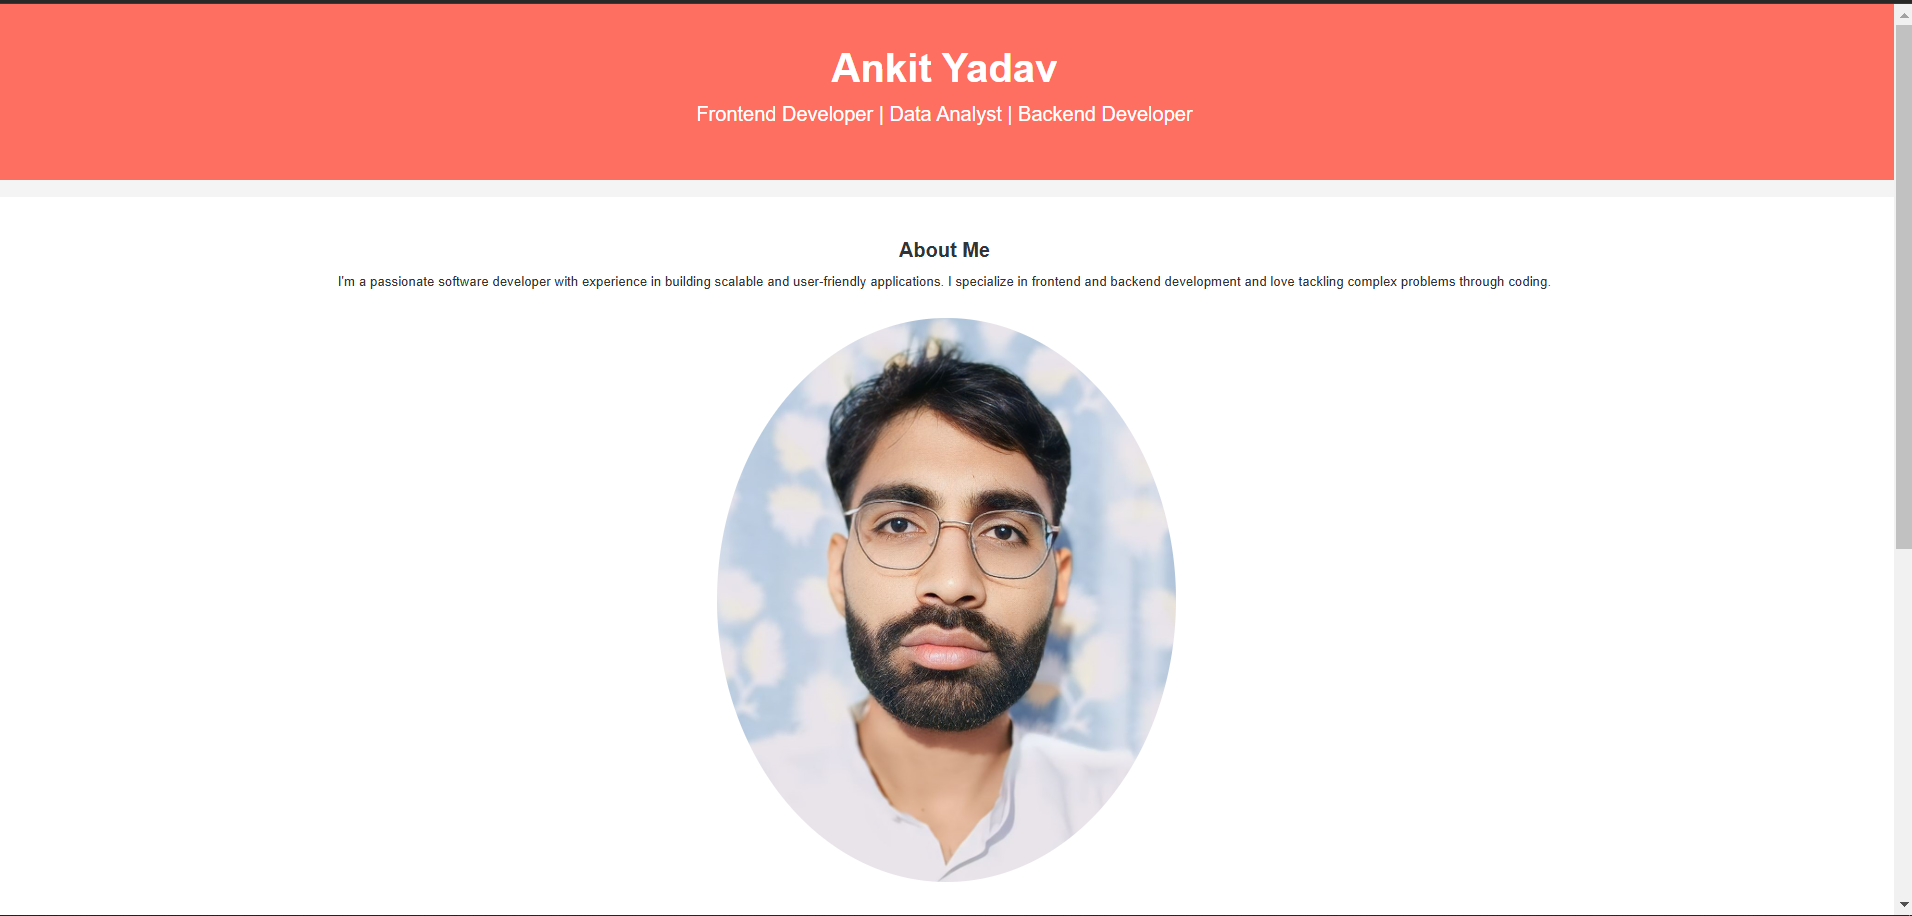 Ankit Yadav
Frontend Developer | Data Analyst | Backend Developer
About Me
I'm a passionate software developer with experience in building scalable and user-friendly applications. I specialize in frontend and backend development and love tackling complex problems through coding.